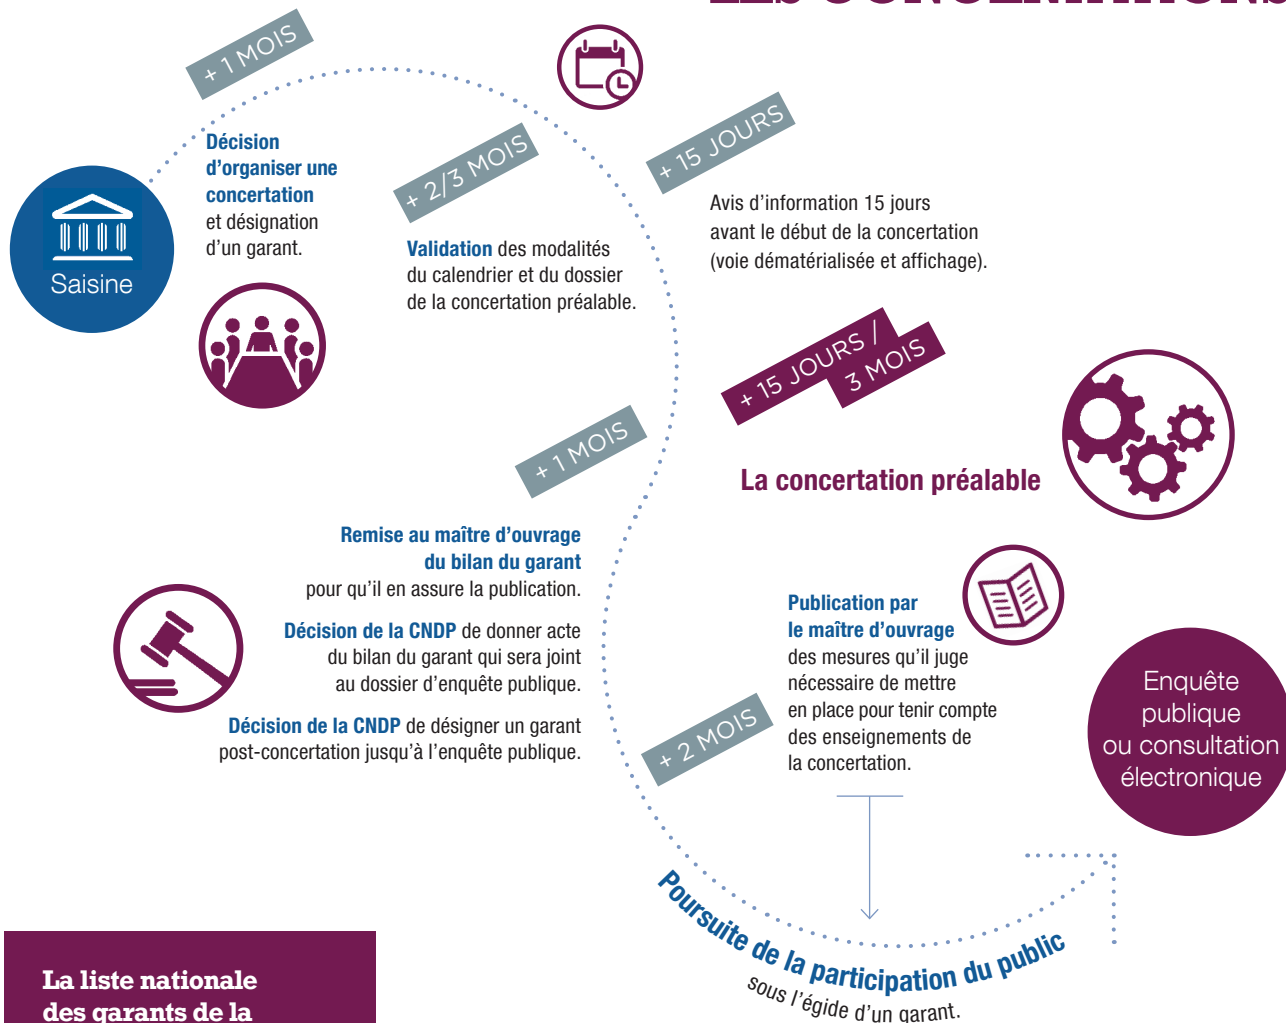 LES CONCERTATIONS
+ 1 MOIS
Saisine
Décision
d'organiser une
concertation
et désignation
d'un garant.
+ 2/3 MOIS
Validation des modalités
du calendrier et du dossier
de la concertation préalable.
+ 15 JOURS
Avis d'information 15 jours
avant le début de la concertation
(voie dématérialisée et affichage).
+ 15 JOURS /
3 MOIS
La concertation préalable
+ 1 MOIS
Remise au maître d'ouvrage
du bilan du garant
pour qu'il en assure la publication.
Décision de la CNDP de donner acte
du bilan du garant qui sera joint
au dossier d'enquête publique.
Décision de la CNDP de désigner un garant
post-concertation jusqu'à l'enquête publique.
+ 2 MOIS
Publication par
le maître d'ouvrage
des mesures qu'il juge
nécessaire de mettre
en place pour tenir compte
des enseignements de
la concertation.
Poursuite de la participation du public
sous l'égide d'un garant.
Enquête
publique
ou consultation
électronique
La liste nationale
des garants de la